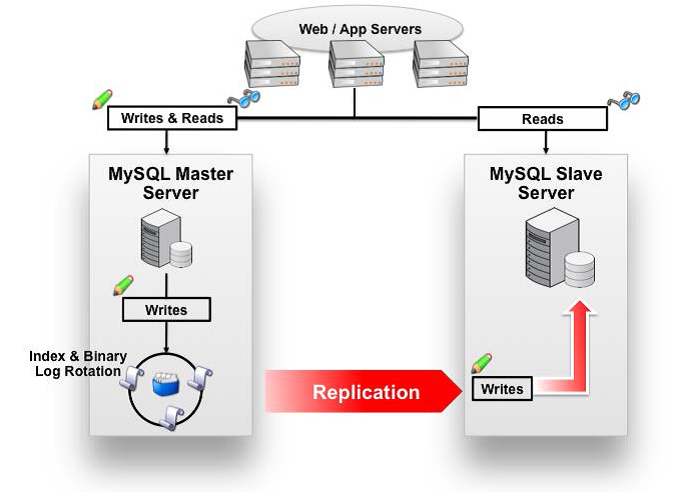 Web / App Servers
Writes & Reads
Reads
MySQL Master
Server
MySQL Slave
Server
Writes
Index & Binary
Log Rotation
Replication
Writes